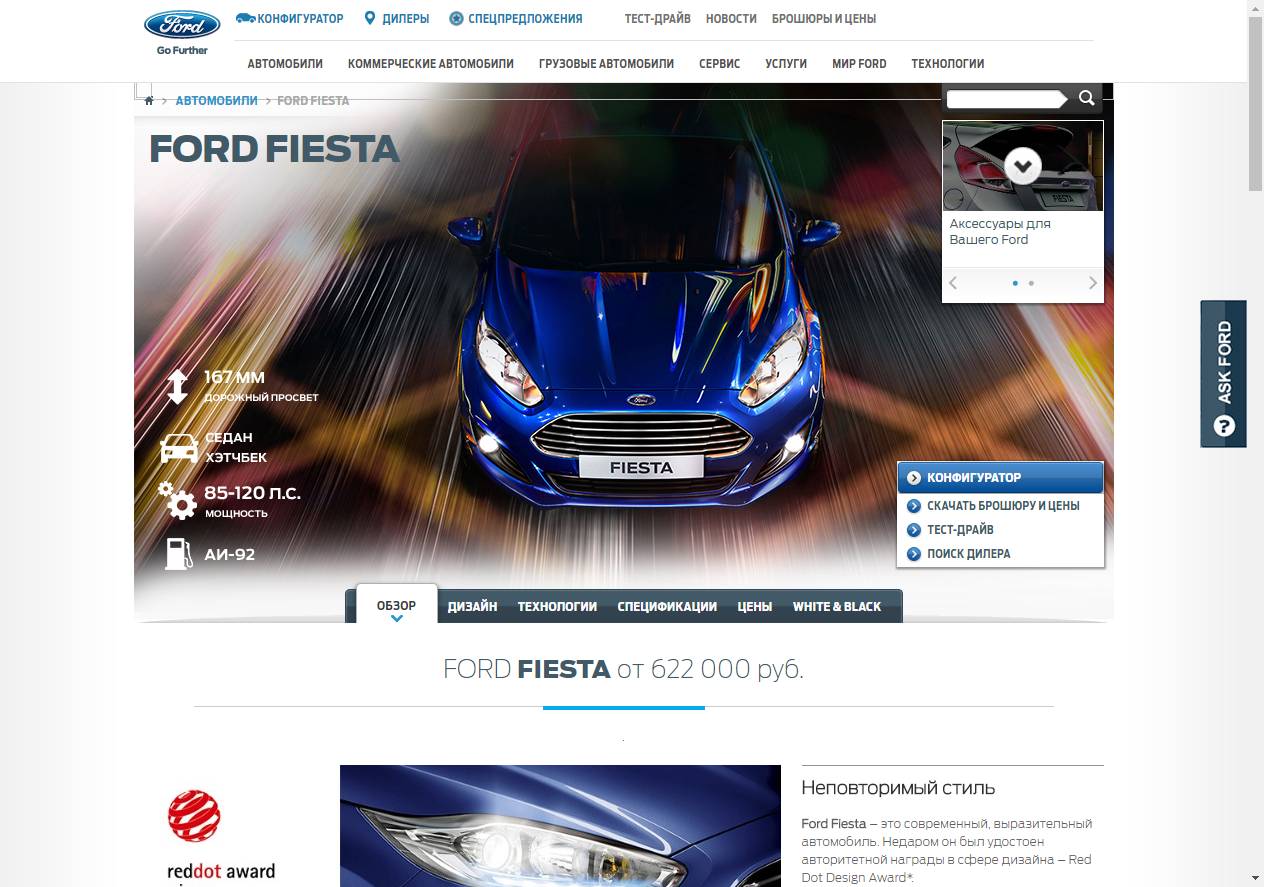 Ford
Go Further
КОНФИГУРАТОР
ДИЛЕРЫ
СПЕЦПРЕДЛОЖЕНИЯ
ТЕСТ-ДРАЙВ
НОВОСТИ
БРОШЮРЫ И ЦЕНЫ
АВТОМОБИЛИ
КОММЕРЧЕСКИЕ АВТОМОБИЛИ
ГРУЗОВЫЕ АВТОМОБИЛИ
СЕРВИС
УСЛУГИ
МИР FORD
ТЕХНОЛОГИИ
АВТОМОБИЛИ
FORD FIESTA
FORD FIESTA
FIESTA
Аксессуары для
Вашего Ford
ASK FORD
?
167 ММ
ДОРОЖНЫЙ ПРОСВЕТ
СЕДАН
ХЭТЧБЕК
85-120 Л.С.
МОЩНОСТЬ
АИ-92
Ford
FIESTA
КОНФИГУРАТОР
СКАЧАТЬ БРОШЮРУ И ЦЕНЫ
ТЕСТ-ДРАЙВ
ПОИСК ДИЛЕРА
ОБЗОР
ДИЗАЙН
ТЕХНОЛОГИИ
СПЕЦИФИКАЦИИ
ЦЕНЫ
WHITE & BLACK
FORD FIESTA от 622 000 руб.
.
reddot award
Неповторимый стиль
Ford Fiesta – это современный, выразительный
автомобиль. Недаром он был удостоен
авторитетной награды в сфере дизайна – Red
Dot Design Award*.